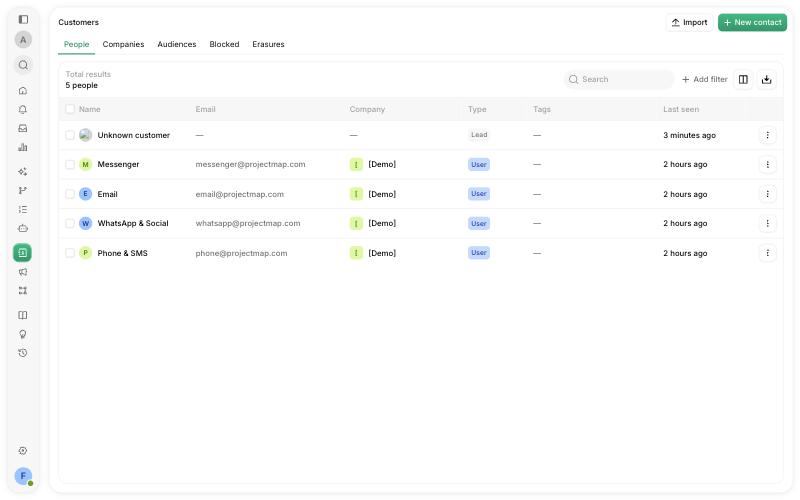 A
Customers
Import
New contact
People Companies Audiences Blocked Erasures
Total results
5 people
Search
Add filter
Name Email Company Type Tags Last seen
Unknown customer — — Lead — 3 minutes ago
M Messenger messenger@projectmap.com [ [Demo] User — 2 hours ago
E Email email@projectmap.com [ [Demo] User — 2 hours ago
W WhatsApp & Social whatsapp@projectmap.com [ [Demo] User — 2 hours ago
P Phone & SMS phone@projectmap.com [ [Demo] User — 2 hours ago
F